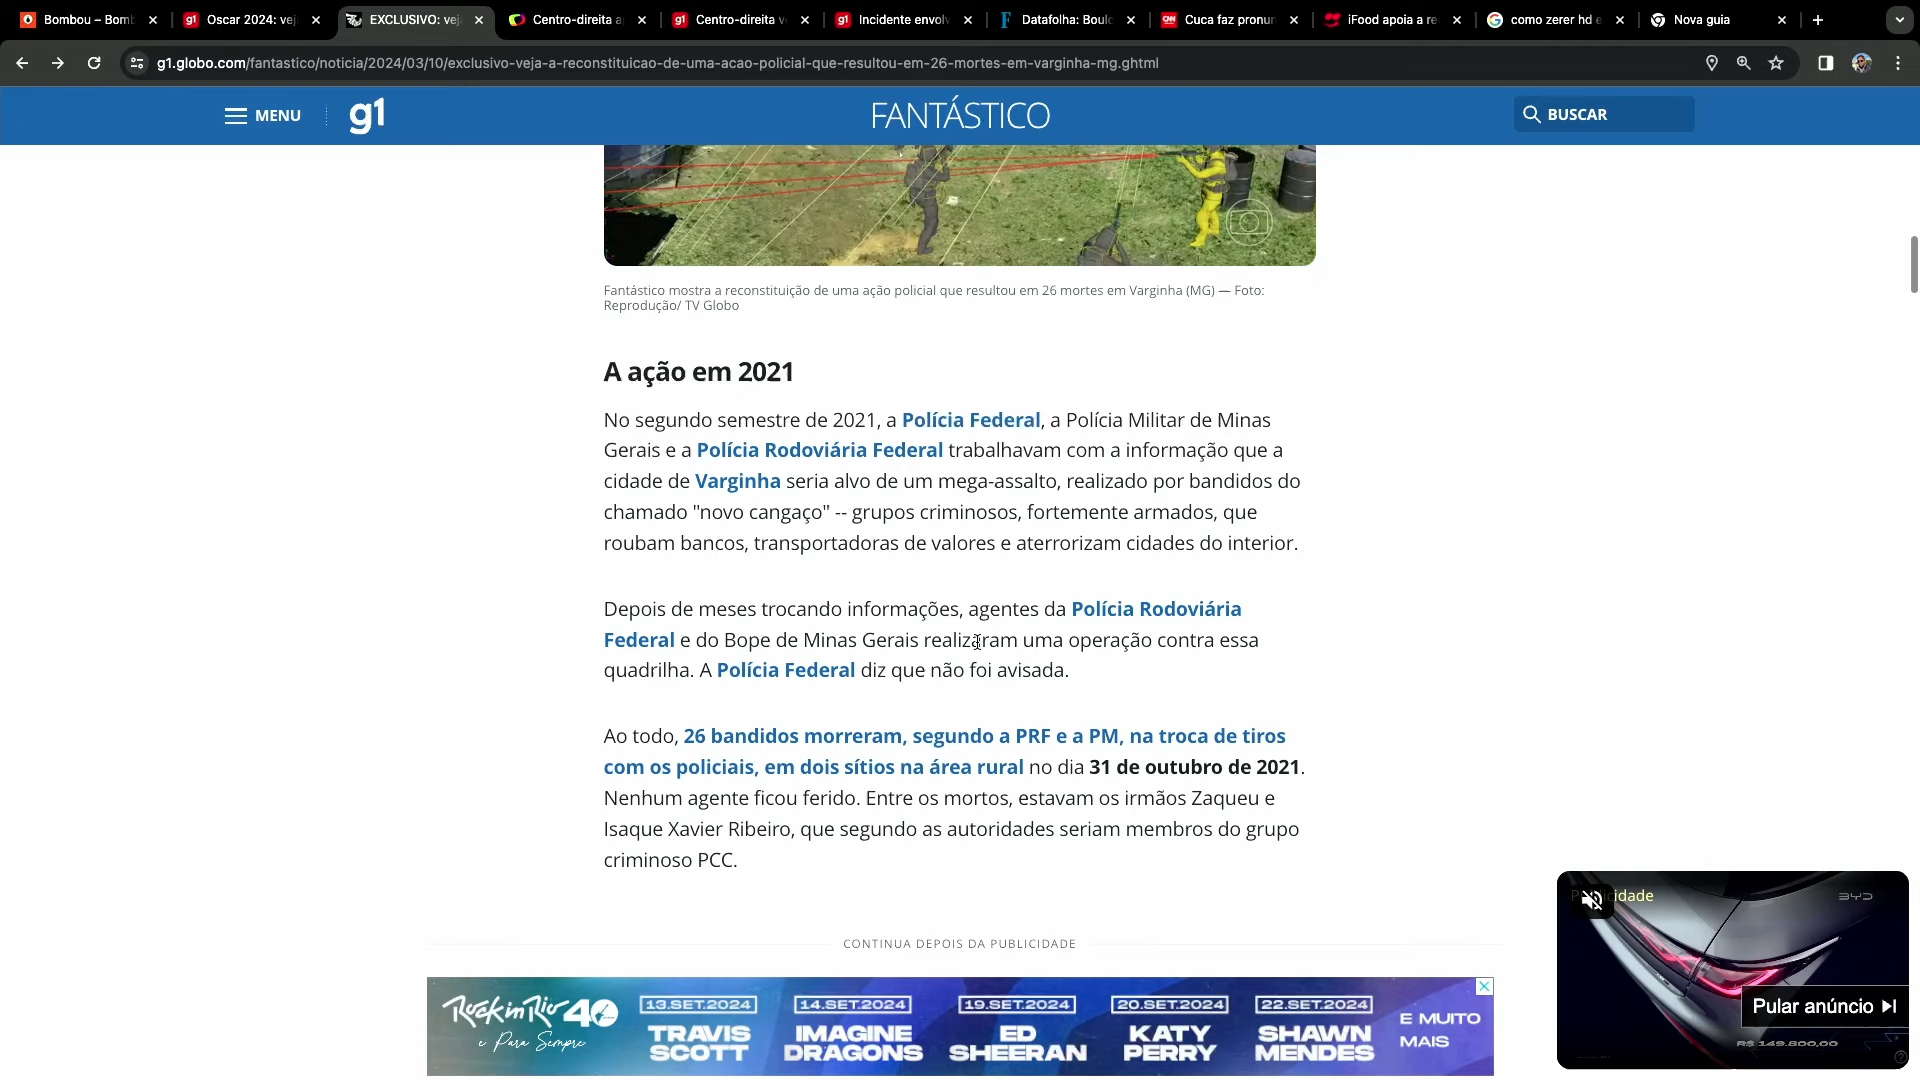 Bombou – Bomb
Oscar 2024: vej
EXCLUSIVO: vej
Centro-direita a
Centro-direita v
Incidente envol
Datafolha: Boulo
Cuca faz pronun
iFood apoia a re
como zerer hd e
Nova guia
g1.globo.com/fantastico/noticia/2024/03/10/exclusivo-veja-a-reconstituicao-de-uma-acao-policial-que-resultou-em-26-mortes-em-varginha-mg.ghtml
MENU
g1
FANTÁSTICO
BUSCAR
Fantástico mostra a reconstituição de uma ação policial que resultou em 26 mortes em Varginha (MG) — Foto:
Reprodução/ TV Globo
A ação em 2021
No segundo semestre de 2021, a Polícia Federal, a Polícia Militar de Minas
Gerais e a Polícia Rodoviária Federal trabalhavam com a informação que a
cidade de Varginha seria alvo de um mega-assalto, realizado por bandidos do
chamado "novo cangaço" -- grupos criminosos, fortemente armados, que
roubam bancos, transportadoras de valores e aterrorizam cidades do interior.
Depois de meses trocando informações, agentes da Polícia Rodoviária
Federal e do Bope de Minas Gerais realizaram uma operação contra essa
quadrilha. A Polícia Federal diz que não foi avisada.
Ao todo, 26 bandidos morreram, segundo a PRF e a PM, na troca de tiros
com os policiais, em dois sítios na área rural no dia 31 de outubro de 2021.
Nenhum agente ficou ferido. Entre os mortos, estavam os irmãos Zaqueu e
Isaque Xavier Ribeiro, que segundo as autoridades seriam membros do grupo
criminoso PCC.
CONTINUA DEPOIS DA PUBLICIDADE
Rock in Rio 40
e Para Sempre
13.SET.2024
TRAVIS
SCOTT
14.SET.2024
IMAGINE
DRAGONS
19.SET.2024
ED
SHEERAN
20.SET.2024
KATY
PERRY
22.SET.2024
SHAWN
MENDES
E MUITO
MAIS
Publicidade
BYD
Pular anúncio
R$ 149.800,00